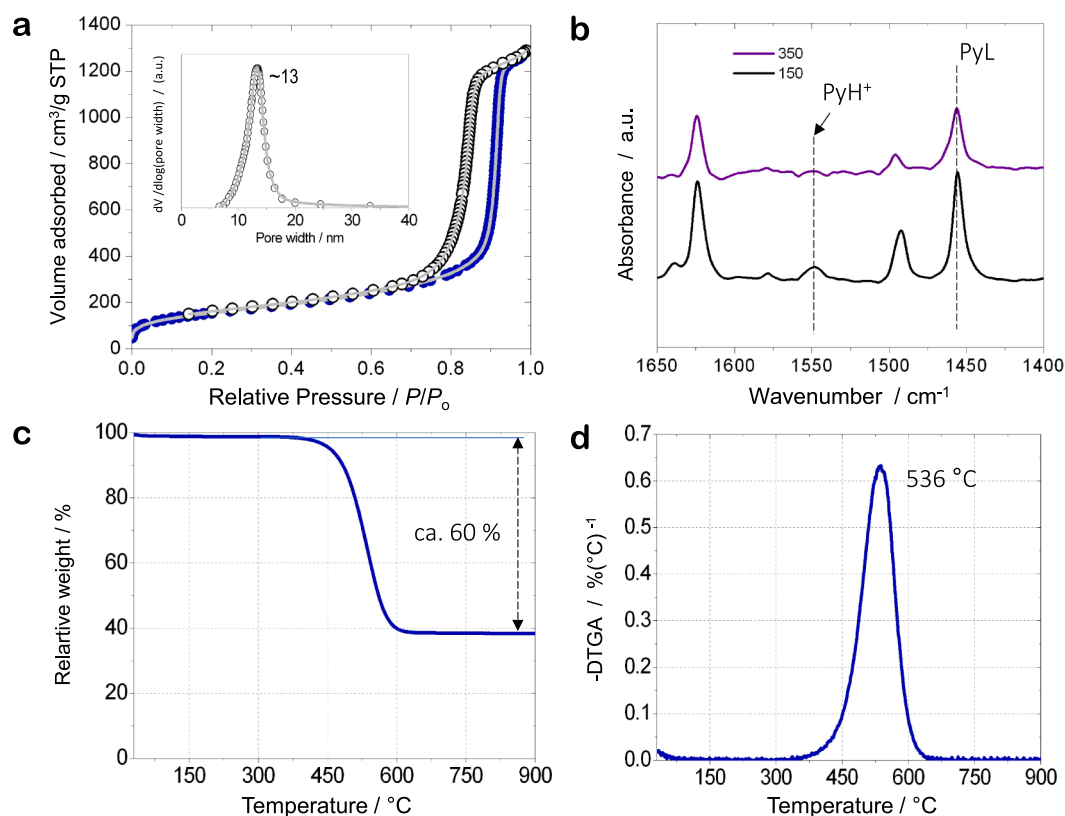 a
Volume adsorbed / cm³/g STP
1400
1200
1000
800
600
400
200
0
0.0 0.2 0.4 0.6 0.8 1.0
Relative Pressure / P/Po
dV /dlog(pore width) / (a.u.)
~13
0 10 20 30 40
Pore width / nm
b
350
150
PyL
PyH⁺
Absorbance / a.u.
1650 1600 1550 1500 1450 1400
Wavenumber / cm⁻¹
c
Relartive weight / %
100
80
60
40
20
0
ca. 60 %
150 300 450 600 750 900
Temperature / °C
d
-DTGA / %(°C)⁻¹
0.7
0.6
0.5
0.4
0.3
0.2
0.1
0.0
536 °C
150 300 450 600 750 900
Temperature / °C